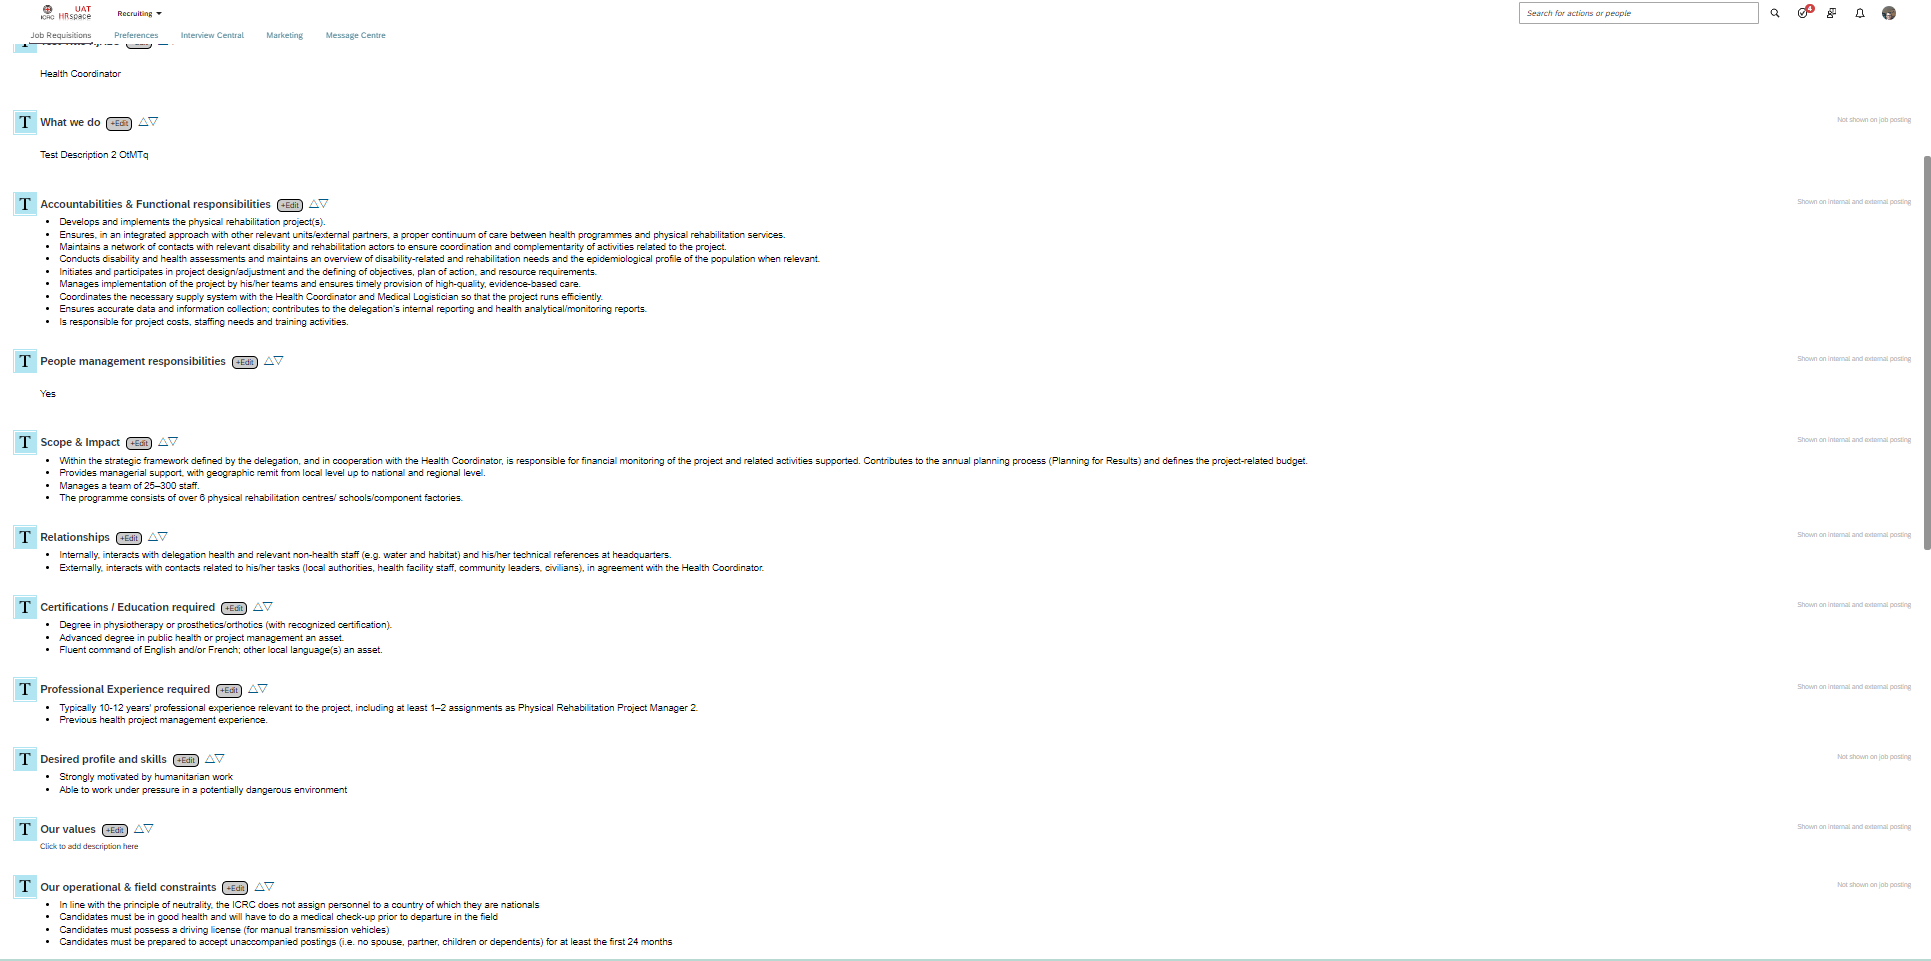 UAT
ICRC HRspace
Recruiting
Search for actions or people
4
Job Requisitions Preferences Interview Central Marketing Message Centre
Health Coordinator
T What we do +Edit Not shown on job posting
Test Description 2 OtMTq
T Accountabilities & Functional responsibilities +Edit Shown on internal and external posting
• Develops and implements the physical rehabilitation project(s).
• Ensures, in an integrated approach with other relevant units/external partners, a proper continuum of care between health programmes and physical rehabilitation services.
• Maintains a network of contacts with relevant disability and rehabilitation actors to ensure coordination and complementarity of activities related to the project.
• Conducts disability and health assessments and maintains an overview of disability-related and rehabilitation needs and the epidemiological profile of the population when relevant.
• Initiates and participates in project design/adjustment and the defining of objectives, plan of action, and resource requirements.
• Manages implementation of the project by his/her teams and ensures timely provision of high-quality, evidence-based care.
• Coordinates the necessary supply system with the Health Coordinator and Medical Logistician so that the project runs efficiently.
• Ensures accurate data and information collection; contributes to the delegation's internal reporting and health analytical/monitoring reports.
• Is responsible for project costs, staffing needs and training activities.
T People management responsibilities +Edit Shown on internal and external posting
Yes
T Scope & Impact +Edit Shown on internal and external posting
• Within the strategic framework defined by the delegation, and in cooperation with the Health Coordinator, is responsible for financial monitoring of the project and related activities supported. Contributes to the annual planning process (Planning for Results) and defines the project-related budget.
• Provides managerial support, with geographic remit from local level up to national and regional level.
• Manages a team of 25–300 staff.
• The programme consists of over 6 physical rehabilitation centres/ schools/component factories.
T Relationships +Edit Shown on internal and external posting
• Internally, interacts with delegation health and relevant non-health staff (e.g. water and habitat) and his/her technical references at headquarters.
• Externally, interacts with contacts related to his/her tasks (local authorities, health facility staff, community leaders, civilians), in agreement with the Health Coordinator.
T Certifications / Education required +Edit Shown on internal and external posting
• Degree in physiotherapy or prosthetics/orthotics (with recognized certification).
• Advanced degree in public health or project management an asset.
• Fluent command of English and/or French; other local language(s) an asset.
T Professional Experience required +Edit Shown on internal and external posting
• Typically 10-12 years' professional experience relevant to the project, including at least 1–2 assignments as Physical Rehabilitation Project Manager 2.
• Previous health project management experience.
T Desired profile and skills +Edit Not shown on job posting
• Strongly motivated by humanitarian work
• Able to work under pressure in a potentially dangerous environment
T Our values +Edit Shown on internal and external posting
Click to add description here
T Our operational & field constraints +Edit Not shown on job posting
• In line with the principle of neutrality, the ICRC does not assign personnel to a country of which they are nationals
• Candidates must be in good health and will have to do a medical check-up prior to departure in the field
• Candidates must possess a driving license (for manual transmission vehicles)
• Candidates must be prepared to accept unaccompanied postings (i.e. no spouse, partner, children or dependents) for at least the first 24 months